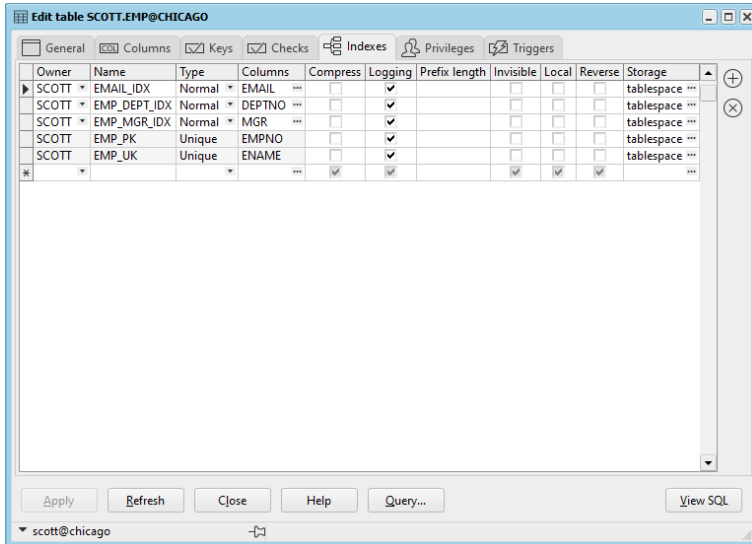 Edit table SCOTT.EMP@CHICAGO
General COL Columns Keys Checks Indexes Privileges Triggers
Owner Name Type Columns Compress Logging Prefix length Invisible Local Reverse Storage
SCOTT EMAIL_IDX Normal EMAIL ... tablespace ...
SCOTT EMP_DEPT_IDX Normal DEPTNO ... tablespace ...
SCOTT EMP_MGR_IDX Normal MGR ... tablespace ...
SCOTT EMP_PK Unique EMPNO tablespace ...
SCOTT EMP_UK Unique ENAME tablespace ...
* ... ...
Apply Refresh Close Help Query... View SQL
scott@chicago